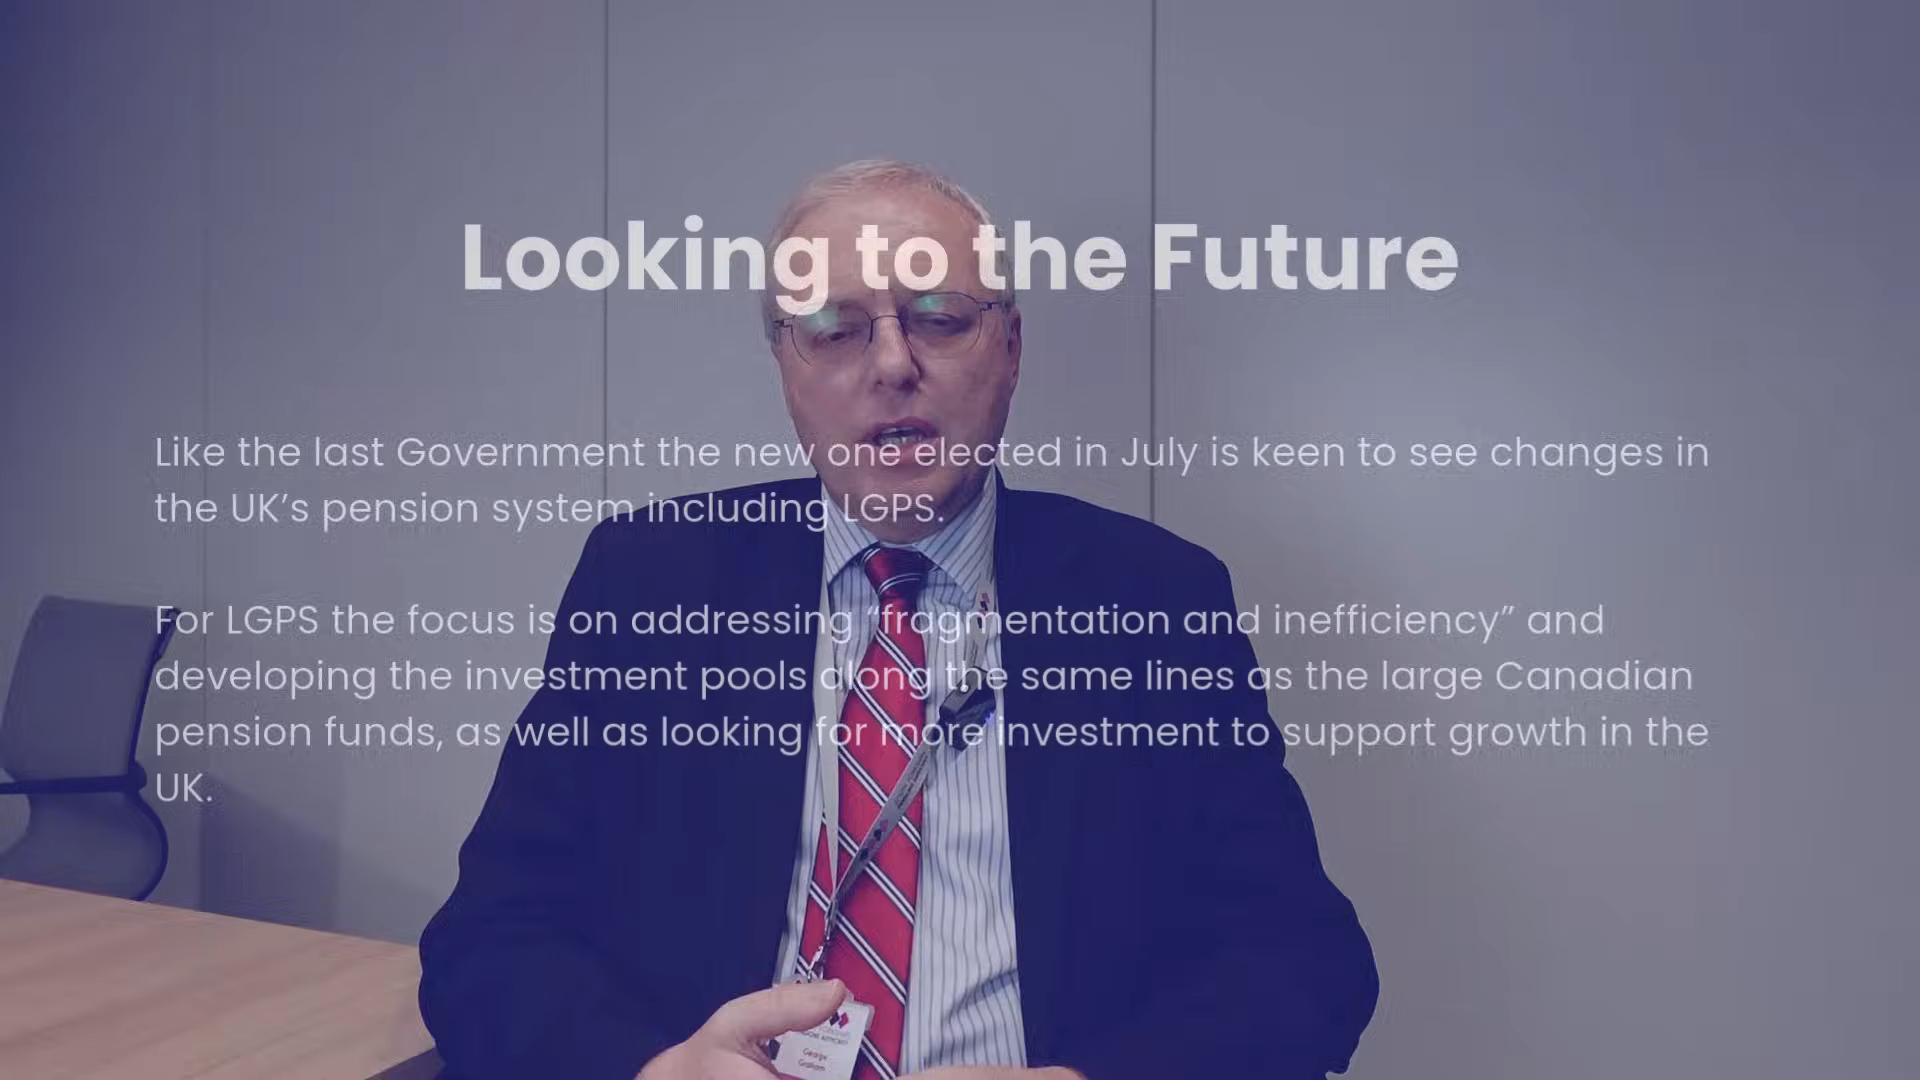 Looking to the Future
Like the last Government the new one elected in July is keen to see changes in
the UK’s pension system including LGPS.
For LGPS the focus is on addressing “fragmentation and inefficiency” and
developing the investment pools along the same lines as the large Canadian
pension funds, as well as looking for more investment to support growth in the
UK.
AUTHORITY
George
Graham